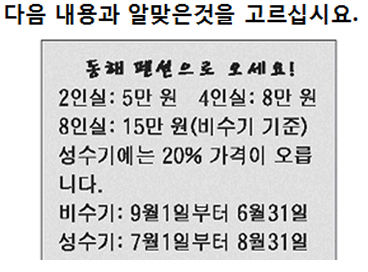 다음 내용과 알맞은것을 고르십시요.
동해 펜션으로 오세요!
2인실: 5만 원 4인실: 8만 원
8인실: 15만 원(비수기 기준)
성수기에는 20% 가격이 오릅
니다.
비수기: 9월1일부터 6월31일
성수기: 7월1일부터 8월31일